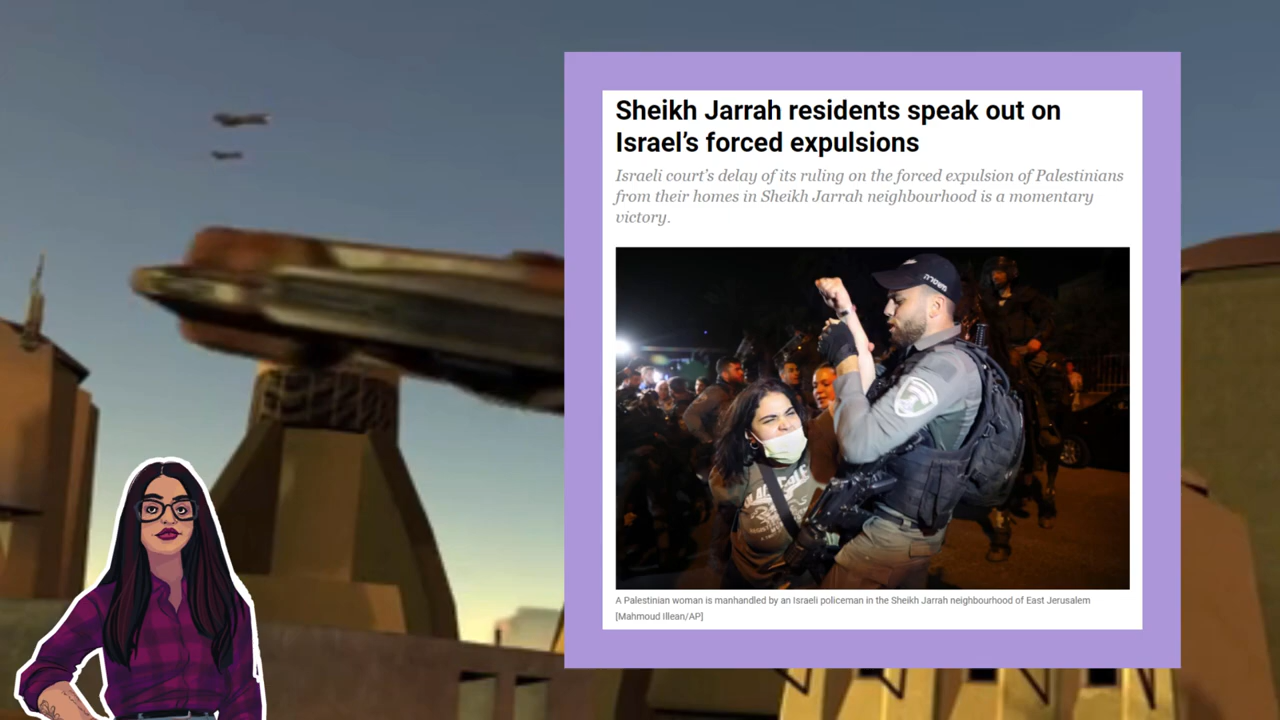 Sheikh Jarrah residents speak out on
Israel’s forced expulsions
Israeli court’s delay of its ruling on the forced expulsion of Palestinians
from their homes in Sheikh Jarrah neighbourhood is a momentary
victory.
A Palestinian woman is manhandled by an Israeli policeman in the Sheikh Jarrah neighbourhood of East Jerusalem
[Mahmoud Illean/AP]